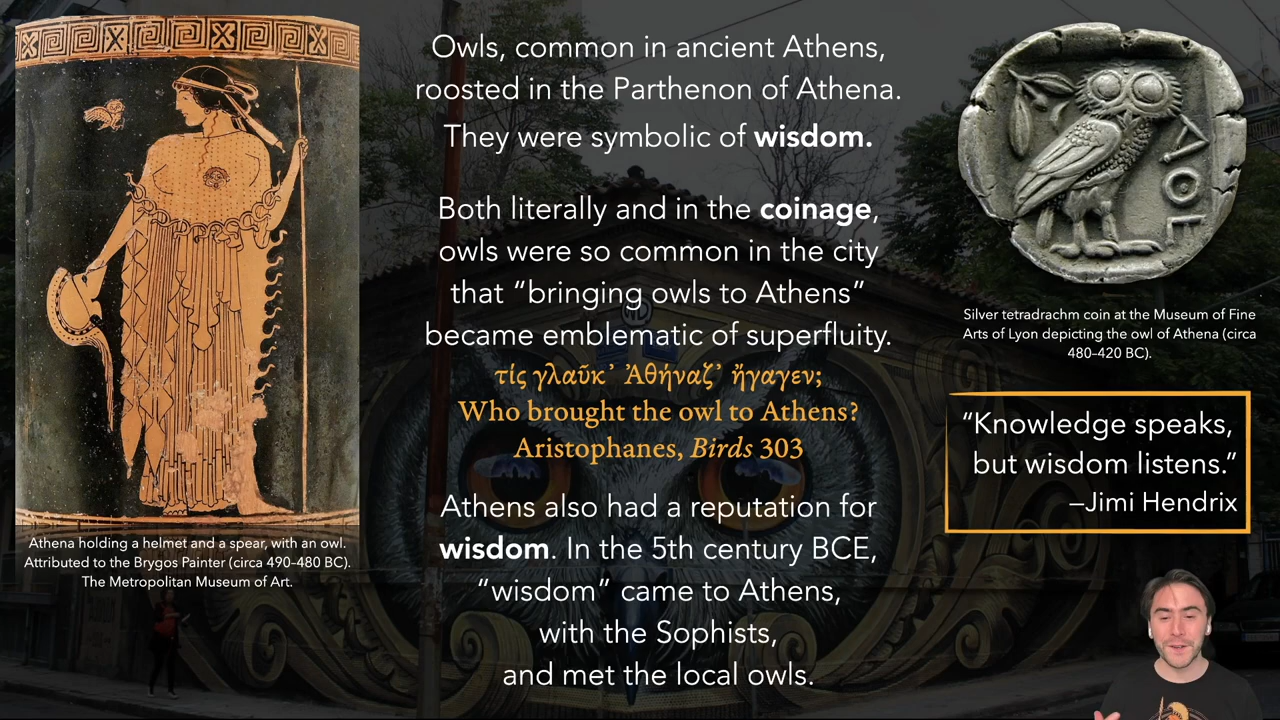 Owls, common in ancient Athens,
roosted in the Parthenon of Athena.
They were symbolic of wisdom.
Both literally and in the coinage,
owls were so common in the city
that “bringing owls to Athens”
became emblematic of superfluity.
τίς γλαῦκ᾽ Ἀθήναζ᾽ ἤγαγεν;
Who brought the owl to Athens?
Aristophanes, Birds 303
Athens also had a reputation for
wisdom. In the 5th century BCE,
“wisdom” came to Athens,
with the Sophists,
and met the local owls.
Athena holding a helmet and a spear, with an owl.
Attributed to the Brygos Painter (circa 490–480 BC).
The Metropolitan Museum of Art.
ΑΘΕ
Silver tetradrachm coin at the Museum of Fine
Arts of Lyon depicting the owl of Athena (circa
480–420 BC).
“Knowledge speaks,
but wisdom listens.”
—Jimi Hendrix